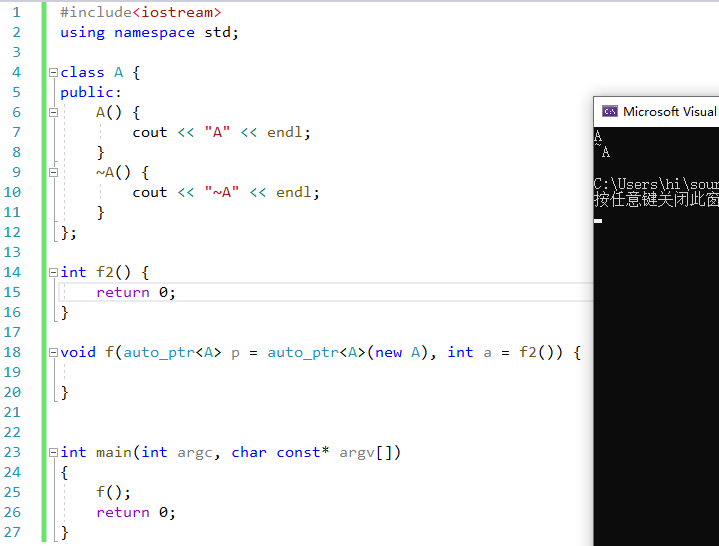 1 #include<iostream>
2 using namespace std;
3
4 class A {
5 public:
6 A() {
7 cout << "A" << endl;
8 }
9 ~A() {
10 cout << "~A" << endl;
11 }
12 };
13
14 int f2() {
15 return 0;
16 }
17
18 void f(auto_ptr<A> p = auto_ptr<A>(new A), int a = f2()) {
19
20 }
21
22
23 int main(int argc, char const* argv[])
24 {
25 f();
26 return 0;
27 }
Microsoft Visual
A
~A
C:\Users\hi\sour
按任意键关闭此窗